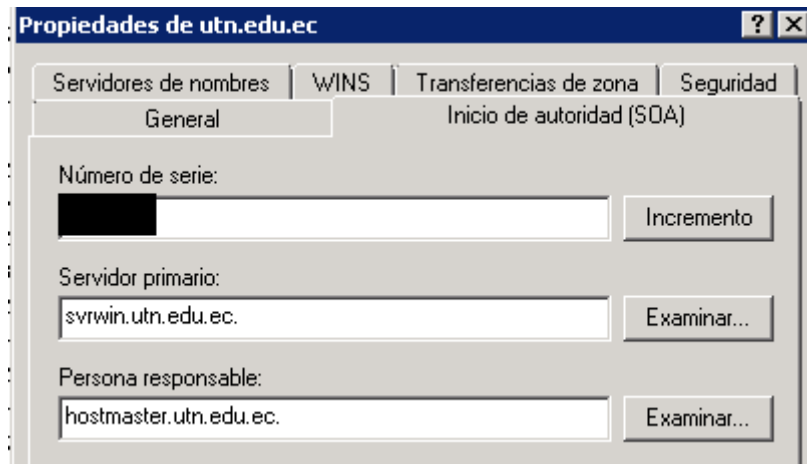 Propiedades de utn.edu.ec
Servidores de nombres WINS Transferencias de zona Seguridad
General Inicio de autoridad (SOA)
Número de serie:
Incremento
Servidor primario:
svrwin.utn.edu.ec. Examinar...
Persona responsable:
hostmaster.utn.edu.ec. Examinar...